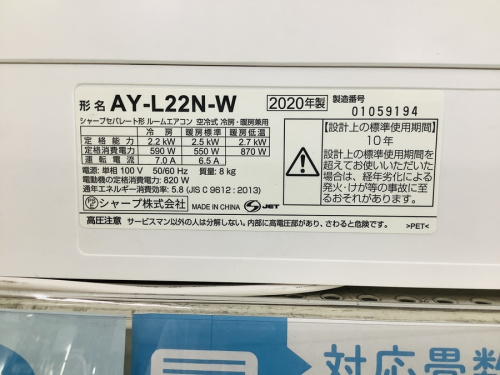 形名 AY-L22N-W 2020年製 製造番号 01059194
シャープセパレート形 ルームエアコン 空冷式 冷房・暖房兼用
冷房 暖房標準 暖房低温
定格能力 2.2 kW 2.5 kW 2.7 kW
定格消費電力 590 W 550 W 870 W
運転電流 7.0 A 6.5 A
電源: 単相 100 V 50/60 Hz 質量: 8 kg
電動機の定格消費電力: 820 W
通年エネルギー消費効率: 5.8 (JIS C 9612 : 2013)
シャープ株式会社 MADE IN CHINA JET
【設計上の標準使用期間】
10年
設計上の標準使用期間を
超えてお使いいただいた
場合は、経年劣化による
発火・けが等の事故に至
るおそれがあります。
高圧注意 サービスマン以外の人は分解しない。内部に高電圧部があり、さわると危険です。 >PET<
対応畳数